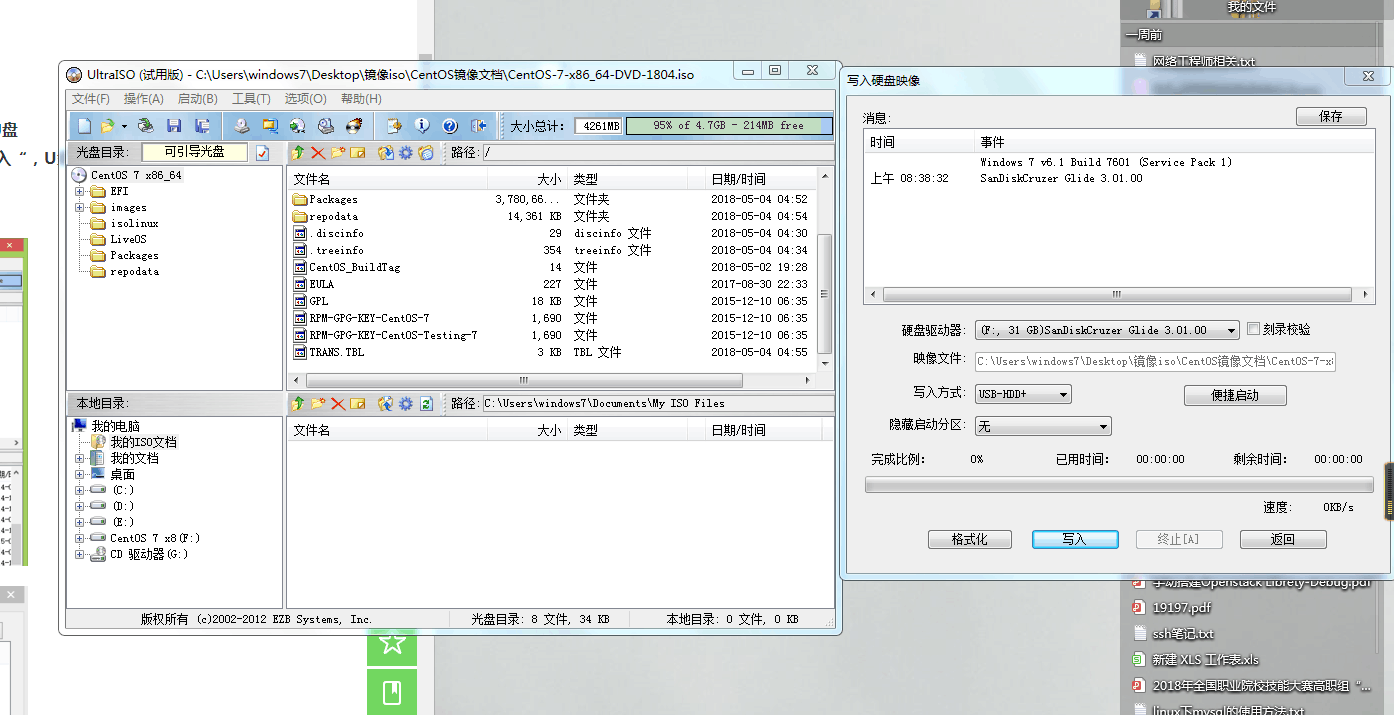 我的文件
一周前
网络工程师相关.txt
盘
入“，U
UltraISO (试用版) - C:\Users\windows7\Desktop\镜像iso\CentOS镜像文档\CentOS-7-x86_64-DVD-1804.iso
文件(F) 操作(A) 启动(B) 工具(T) 选项(O) 帮助(H)
大小总计： 4261MB 95% of 4.7GB - 214MB free
光盘目录： 可引导光盘 路径： /
CentOS 7 x86_64
EFI
images
isolinux
LiveOS
Packages
repodata
文件名 大小 类型 日期/时间
Packages 3,780,66... 文件夹 2018-05-04 04:52
repodata 14,361 KB 文件夹 2018-05-04 04:54
.discinfo 29 discinfo 文件 2018-05-04 04:30
.treeinfo 354 treeinfo 文件 2018-05-04 04:34
CentOS_BuildTag 14 文件 2018-05-02 19:28
EULA 227 文件 2017-08-30 22:33
GPL 18 KB 文件 2015-12-10 06:35
RPM-GPG-KEY-CentOS-7 1,690 文件 2015-12-10 06:35
RPM-GPG-KEY-CentOS-Testing-7 1,690 文件 2015-12-10 06:35
TRANS.TBL 3 KB TBL 文件 2018-05-04 04:55
本地目录： 路径： C:\Users\windows7\Documents\My ISO Files
我的电脑
我的ISO文档
我的文档
桌面
(C:)
(D:)
(E:)
CentOS 7 x8(F:)
CD 驱动器(G:)
文件名 大小 类型 日期/时间
版权所有 (c)2002-2012 EZB Systems, Inc. 光盘目录: 8 文件, 34 KB 本地目录: 0 文件, 0 KB
写入硬盘映像
消息： 保存
时间 事件
Windows 7 v6.1 Build 7601 (Service Pack 1)
上午 08:38:32 SanDiskCruzer Glide 3.01.00
硬盘驱动器： (F:, 31 GB)SanDiskCruzer Glide 3.01.00 刻录校验
映像文件： C:\Users\windows7\Desktop\镜像iso\CentOS镜像文档\CentOS-7-x8
写入方式： USB-HDD+ 便捷启动
隐藏启动分区： 无
完成比例： 0% 已用时间： 00:00:00 剩余时间： 00:00:00
速度： 0KB/s
格式化 写入 终止[A] 返回
手动搭建Openstack Librety-Debug.pdf
19197.pdf
ssh笔记.txt
新建 XLS 工作表.xls
2018年全国职业院校技能大赛高职组“...
linux下mysql的使用方法.txt